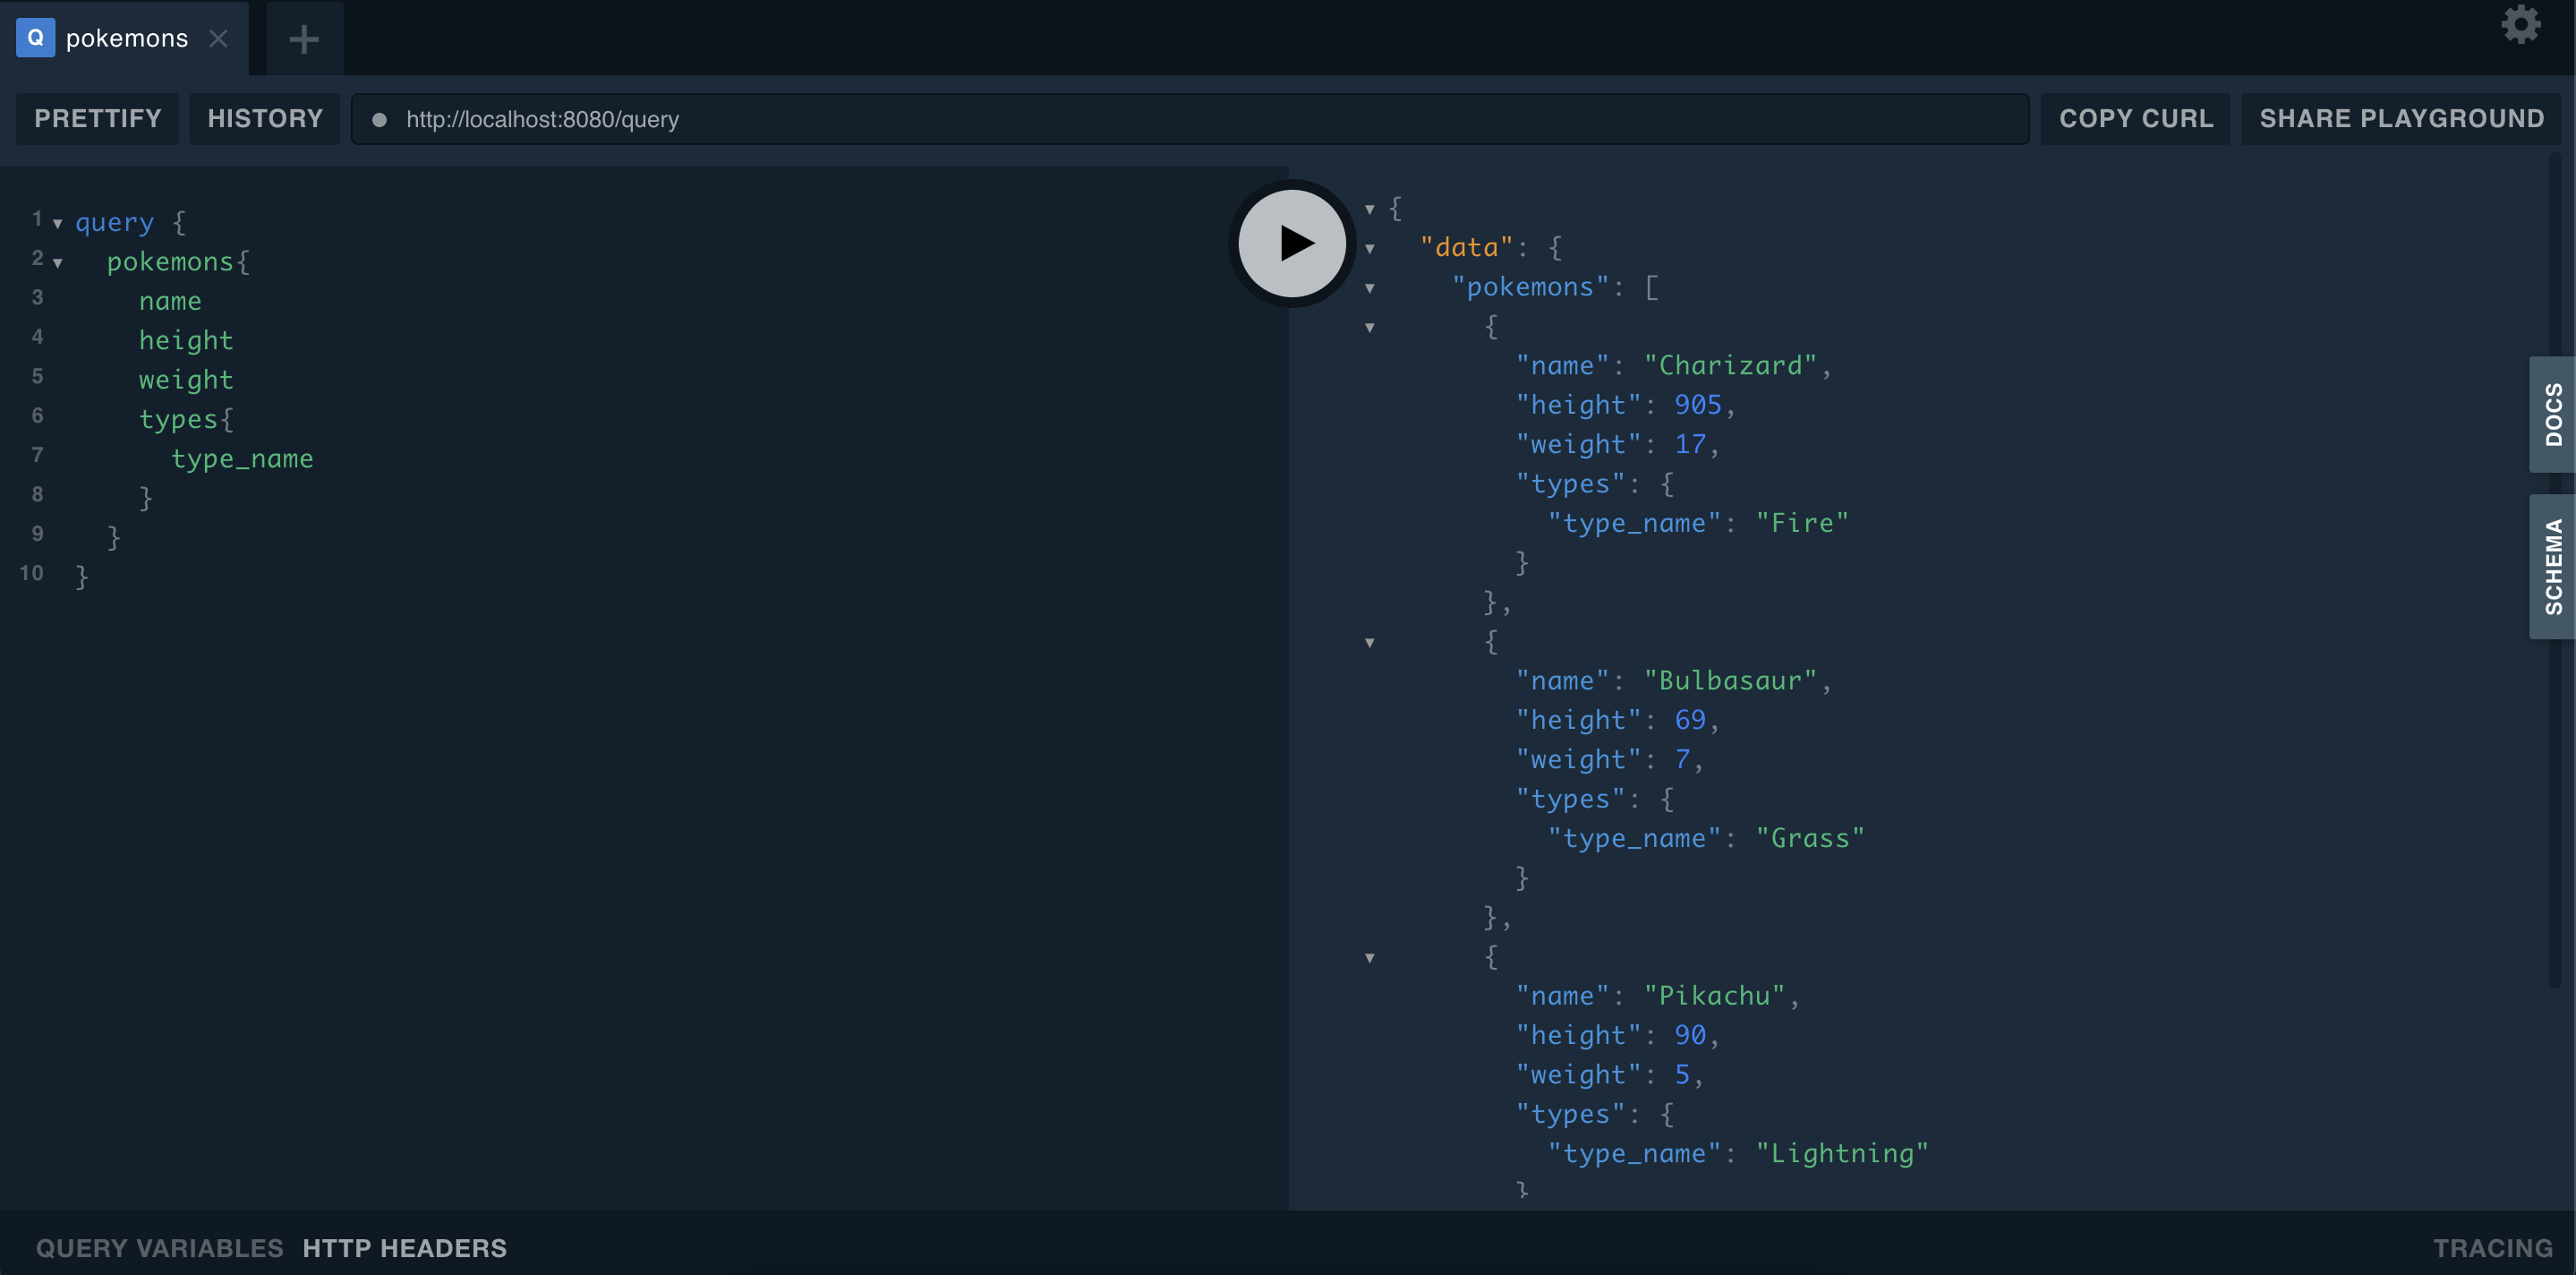 Q pokemons
PRETTIFY HISTORY http://localhost:8080/query COPY CURL SHARE PLAYGROUND
1 query {
2 pokemons{
3 name
4 height
5 weight
6 types{
7 type_name
8 }
9 }
10 }
{
"data": {
"pokemons": [
{
"name": "Charizard",
"height": 905,
"weight": 17,
"types": {
"type_name": "Fire"
}
},
{
"name": "Bulbasaur",
"height": 69,
"weight": 7,
"types": {
"type_name": "Grass"
}
},
{
"name": "Pikachu",
"height": 90,
"weight": 5,
"types": {
"type_name": "Lightning"
}
DOCS
SCHEMA
QUERY VARIABLES HTTP HEADERS TRACING